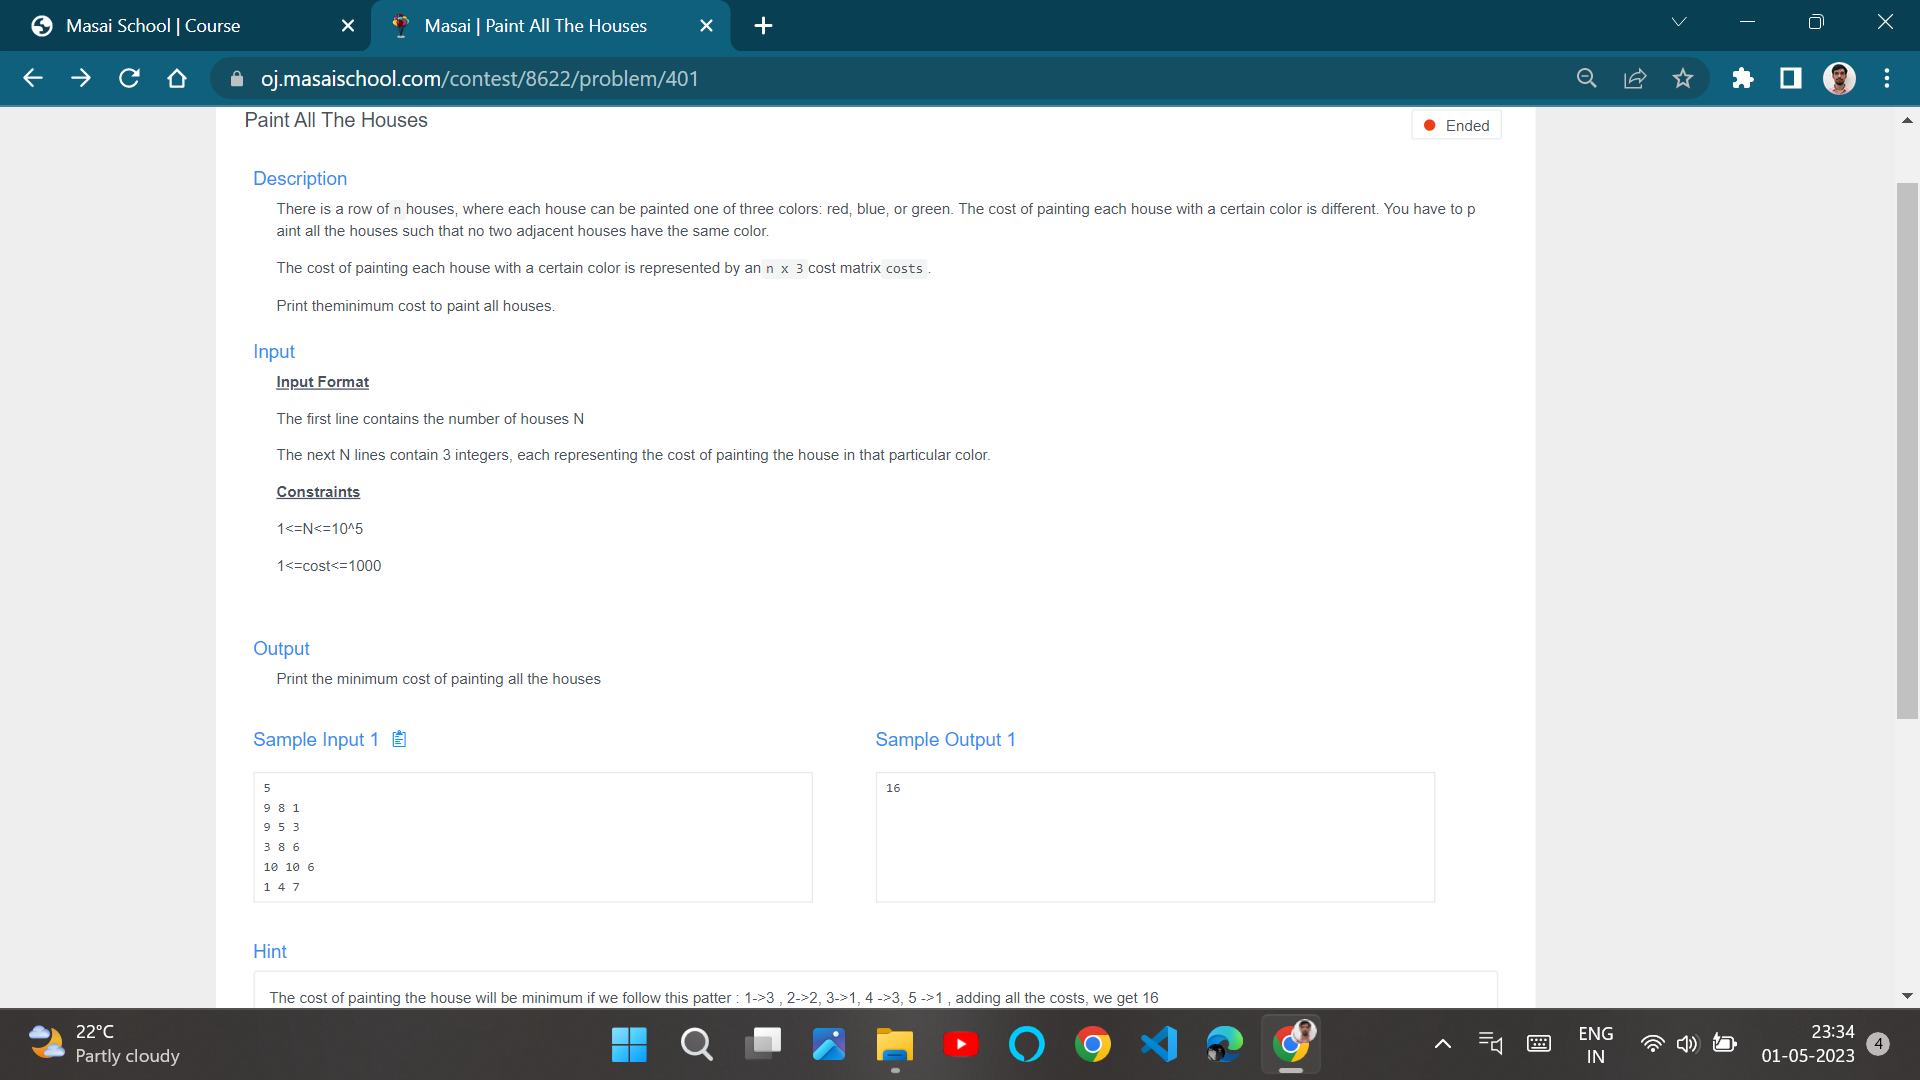 Masai School | Course
Masai | Paint All The Houses
oj.masaischool.com/contest/8622/problem/401
Paint All The Houses
Ended
Description
There is a row of n houses, where each house can be painted one of three colors: red, blue, or green. The cost of painting each house with a certain color is different. You have to p
aint all the houses such that no two adjacent houses have the same color.
The cost of painting each house with a certain color is represented by an n x 3 cost matrix costs .
Print theminimum cost to paint all houses.
Input
Input Format
The first line contains the number of houses N
The next N lines contain 3 integers, each representing the cost of painting the house in that particular color.
Constraints
1<=N<=10^5
1<=cost<=1000
Output
Print the minimum cost of painting all the houses
Sample Input 1
Sample Output 1
5
9 8 1
9 5 3
3 8 6
10 10 6
1 4 7
16
Hint
The cost of painting the house will be minimum if we follow this patter : 1->3 , 2->2, 3->1, 4 ->3, 5 ->1 , adding all the costs, we get 16
22°C
Partly cloudy
ENG
IN
23:34
01-05-2023
4